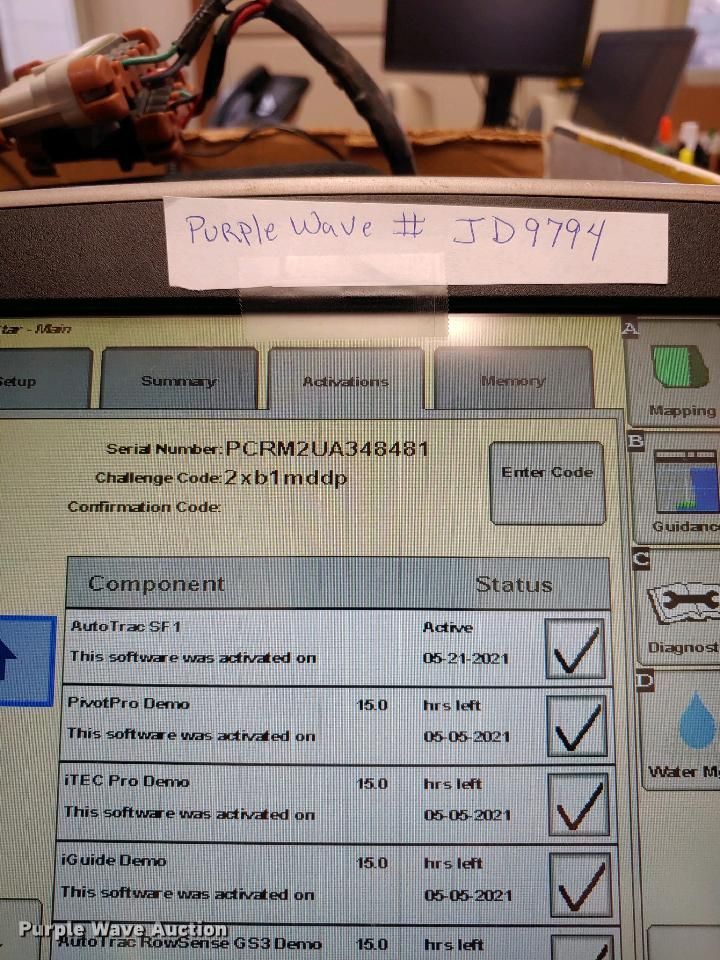 Purple Wave # JD9794
tar - Main
Setup
Summary
Activations
Memory
A
Mapping
Serial Number: PCRM2UA348481
Challenge Code: 2xb1mddp
Confirmation Code:
Enter Code
B
Guidanc
Component Status
C
Diagnost
AutoTrac SF1 Active
This software was activated on 05-21-2021
D
Water M
PivotPro Demo 15.0 hrs left
This software was activated on 05-05-2021
iTEC Pro Demo 15.0 hrs left
This software was activated on 05-05-2021
iGuide Demo 15.0 hrs left
This software was activated on 05-05-2021
AutoTrac RowSense GS3 Demo 15.0 hrs left
Purple Wave Auction